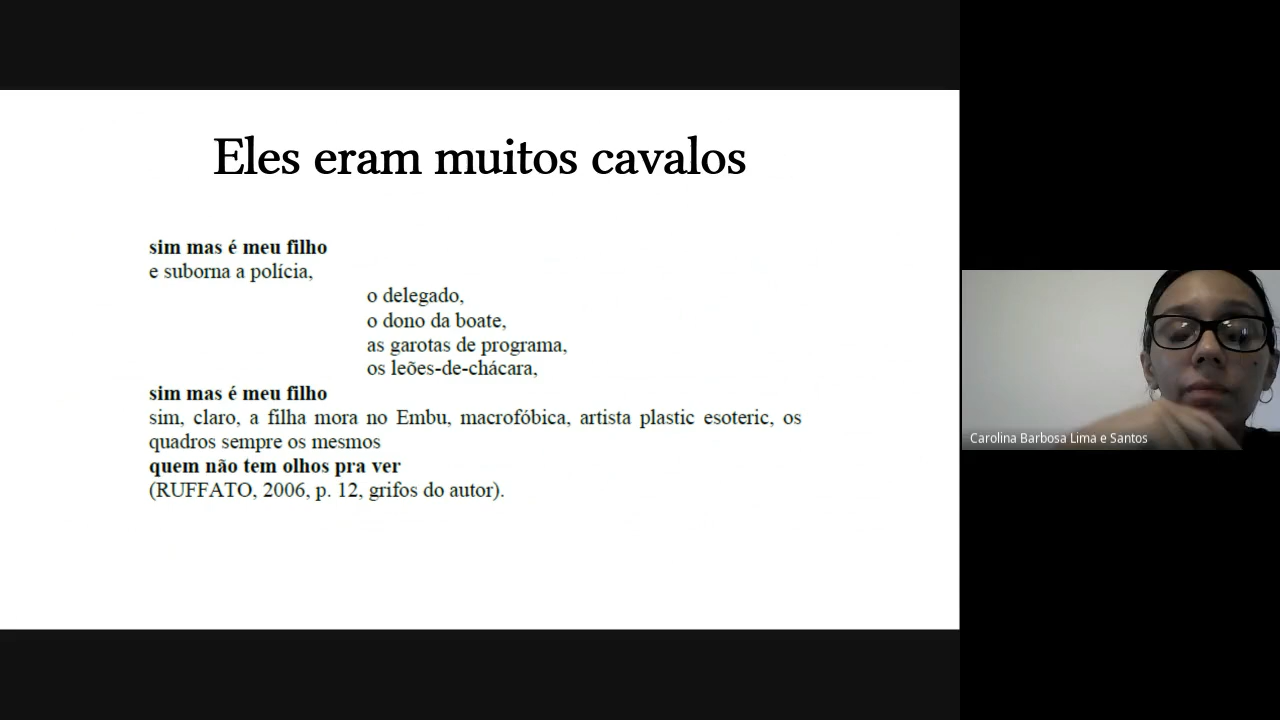 Eles eram muitos cavalos
sim mas é meu filho
e suborna a polícia,
o delegado,
o dono da boate,
as garotas de programa,
os leões-de-chácara,
sim mas é meu filho
sim, claro, a filha mora no Embu, macrofóbica, artista plastic esoteric, os
quadros sempre os mesmos
quem não tem olhos pra ver
(RUFFATO, 2006, p. 12, grifos do autor).
Carolina Barbosa Lima e Santos